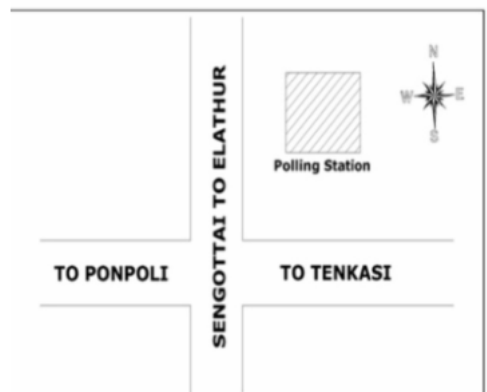 N
W E
S
Polling Station
SENGOTTAI TO ELATHUR
TO PONPOLI
TO TENKASI